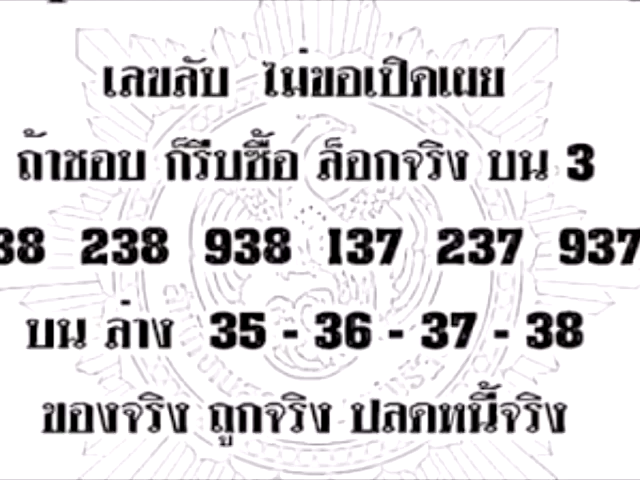 เลขลับ ไม่ขอเปิดเผย
ถ้าชอบ ก็รีบซื้อ ล็อกจริง บน 3
38 238 938 137 237 937
บน ล่าง 35 - 36 - 37 - 38
ของจริง ถูกจริง ปลดหนี้จริง